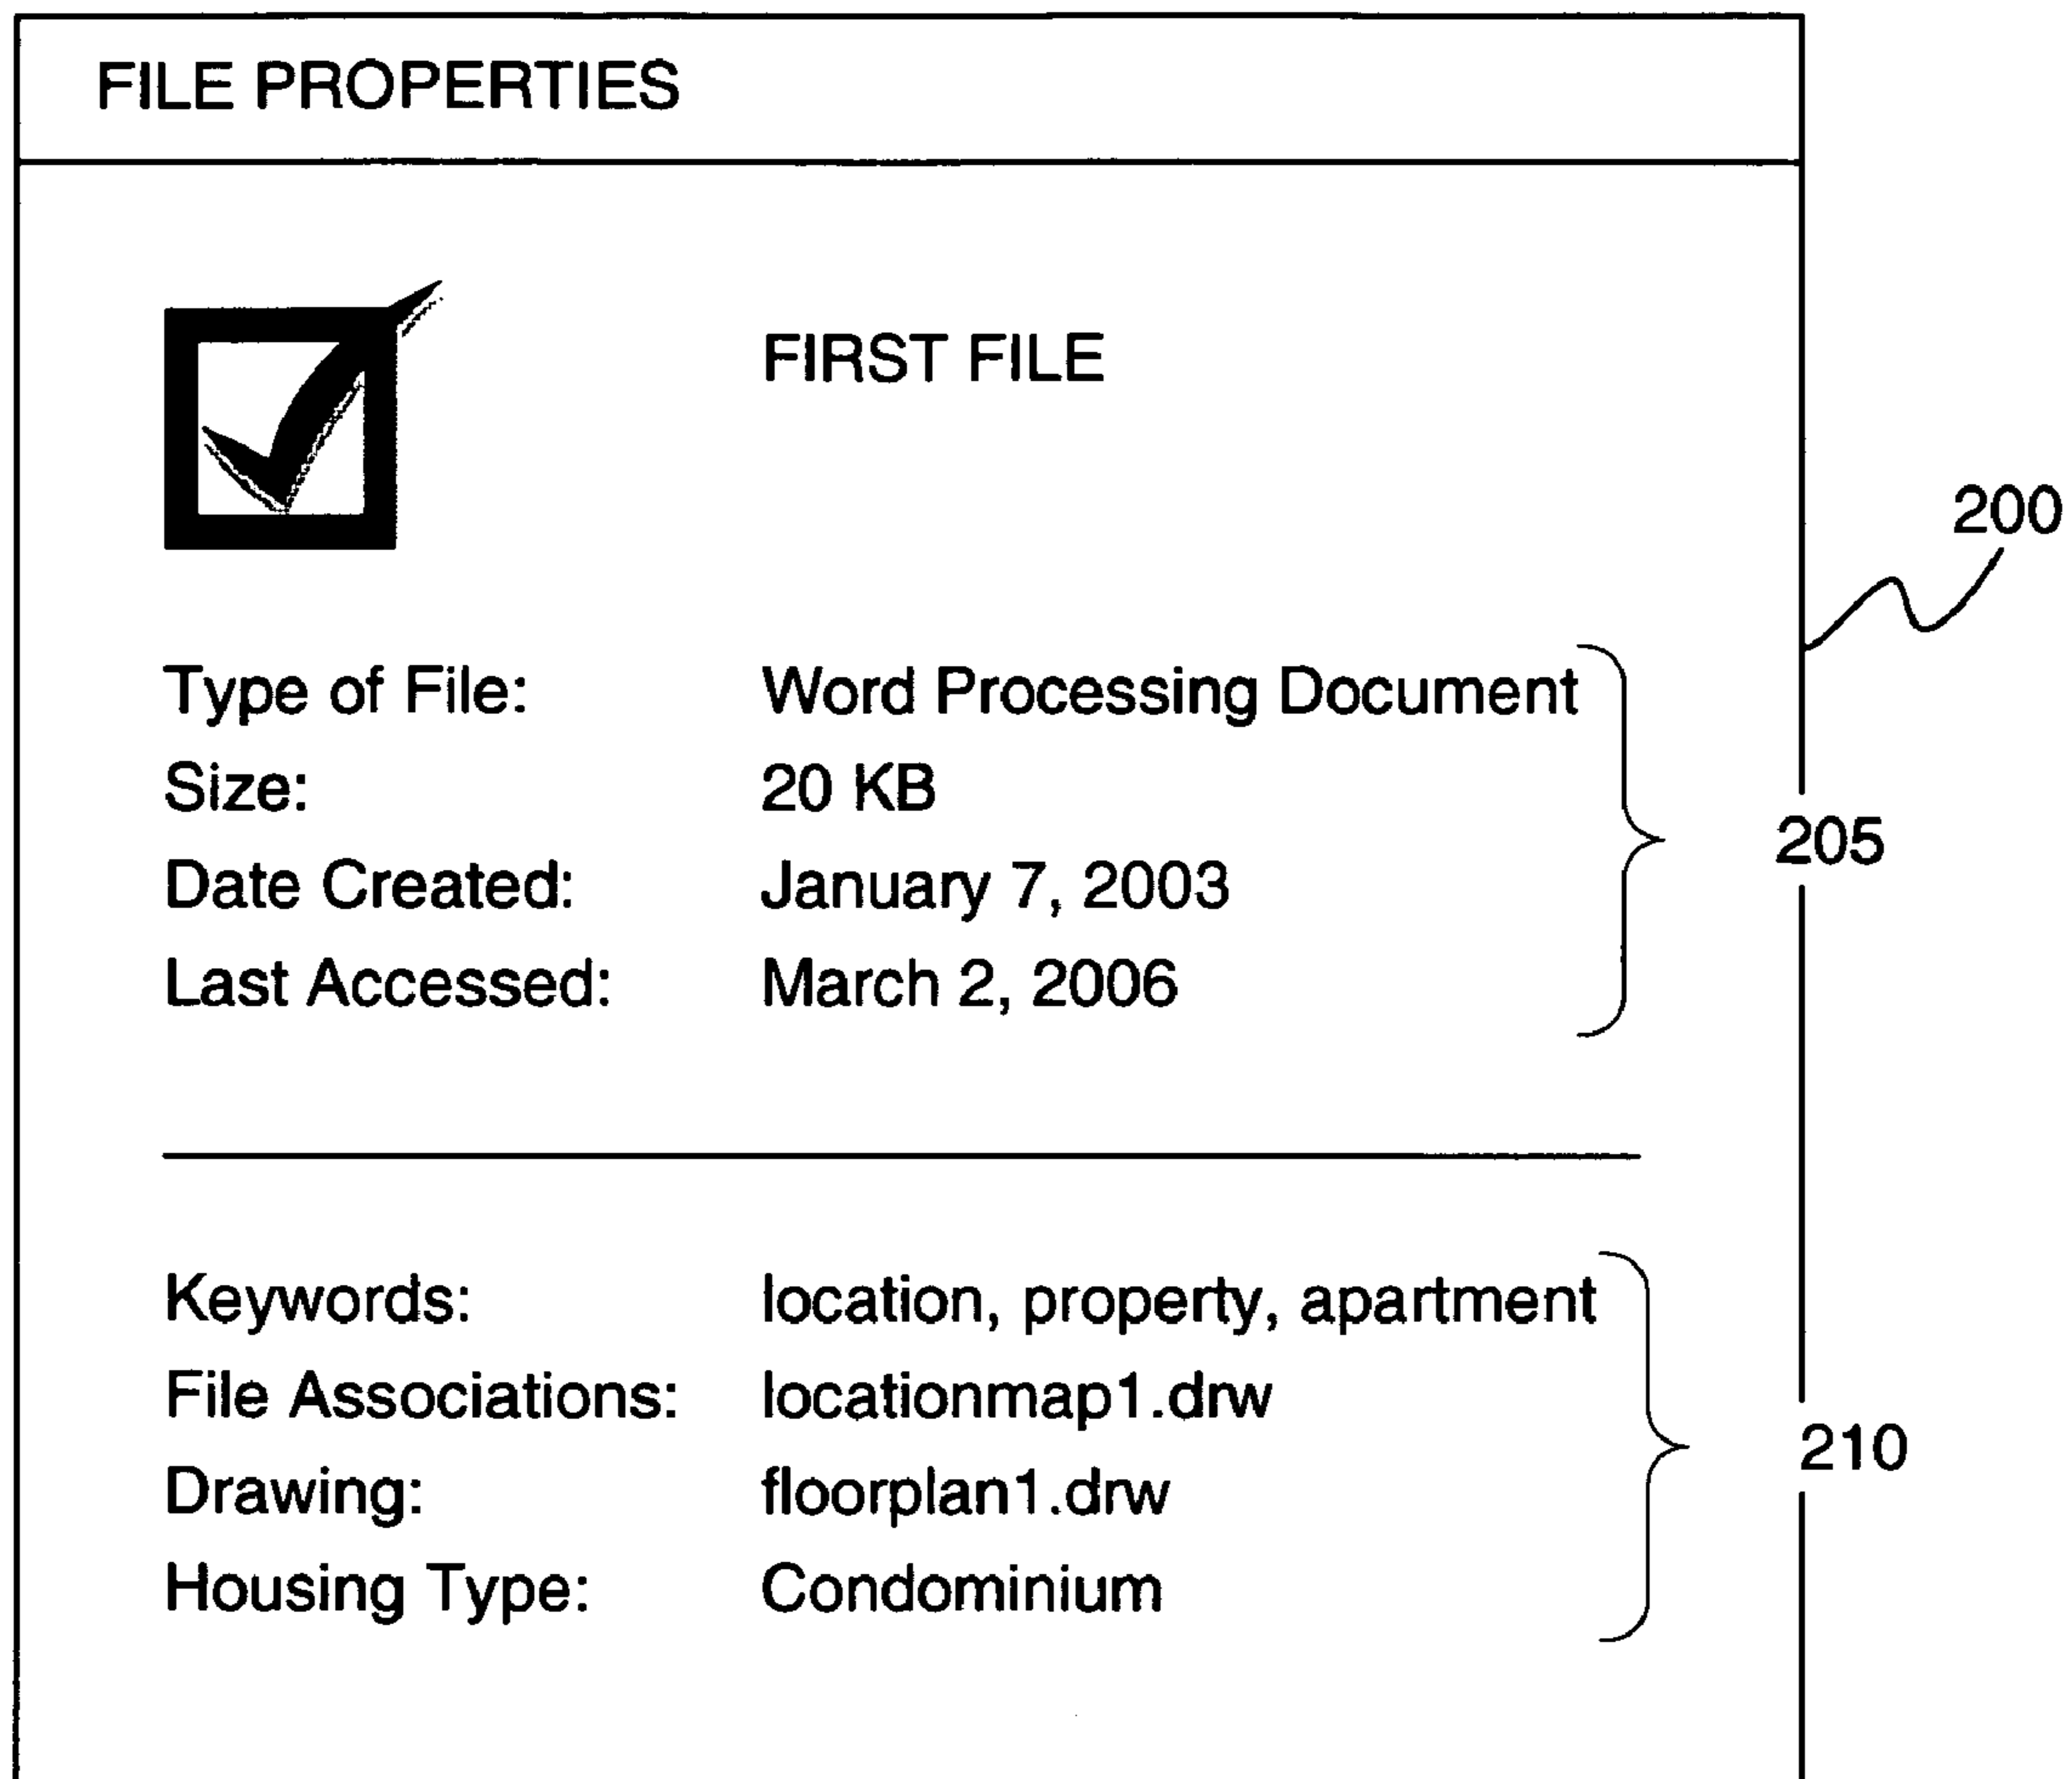 FILE PROPERTIES
FIRST FILE
200
Type of File: Word Processing Document
Size: 20 KB
205
Date Created: January 7, 2003
Last Accessed: March 2, 2006
Keywords: location, property, apartment
File Associations: locationmap1.drw
210
Drawing: floorplan1.drw
Housing Type: Condominium